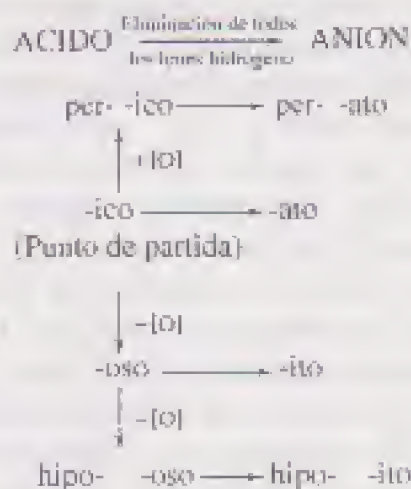 ACIDO Eliminación de todos los iones hidrógeno ANION
per- -ico per- -ato
+[O]
-ico -ato
(Punto de partida)
-[O]
-oso -ito
-[O]
hipo- -oso hipo- -ito